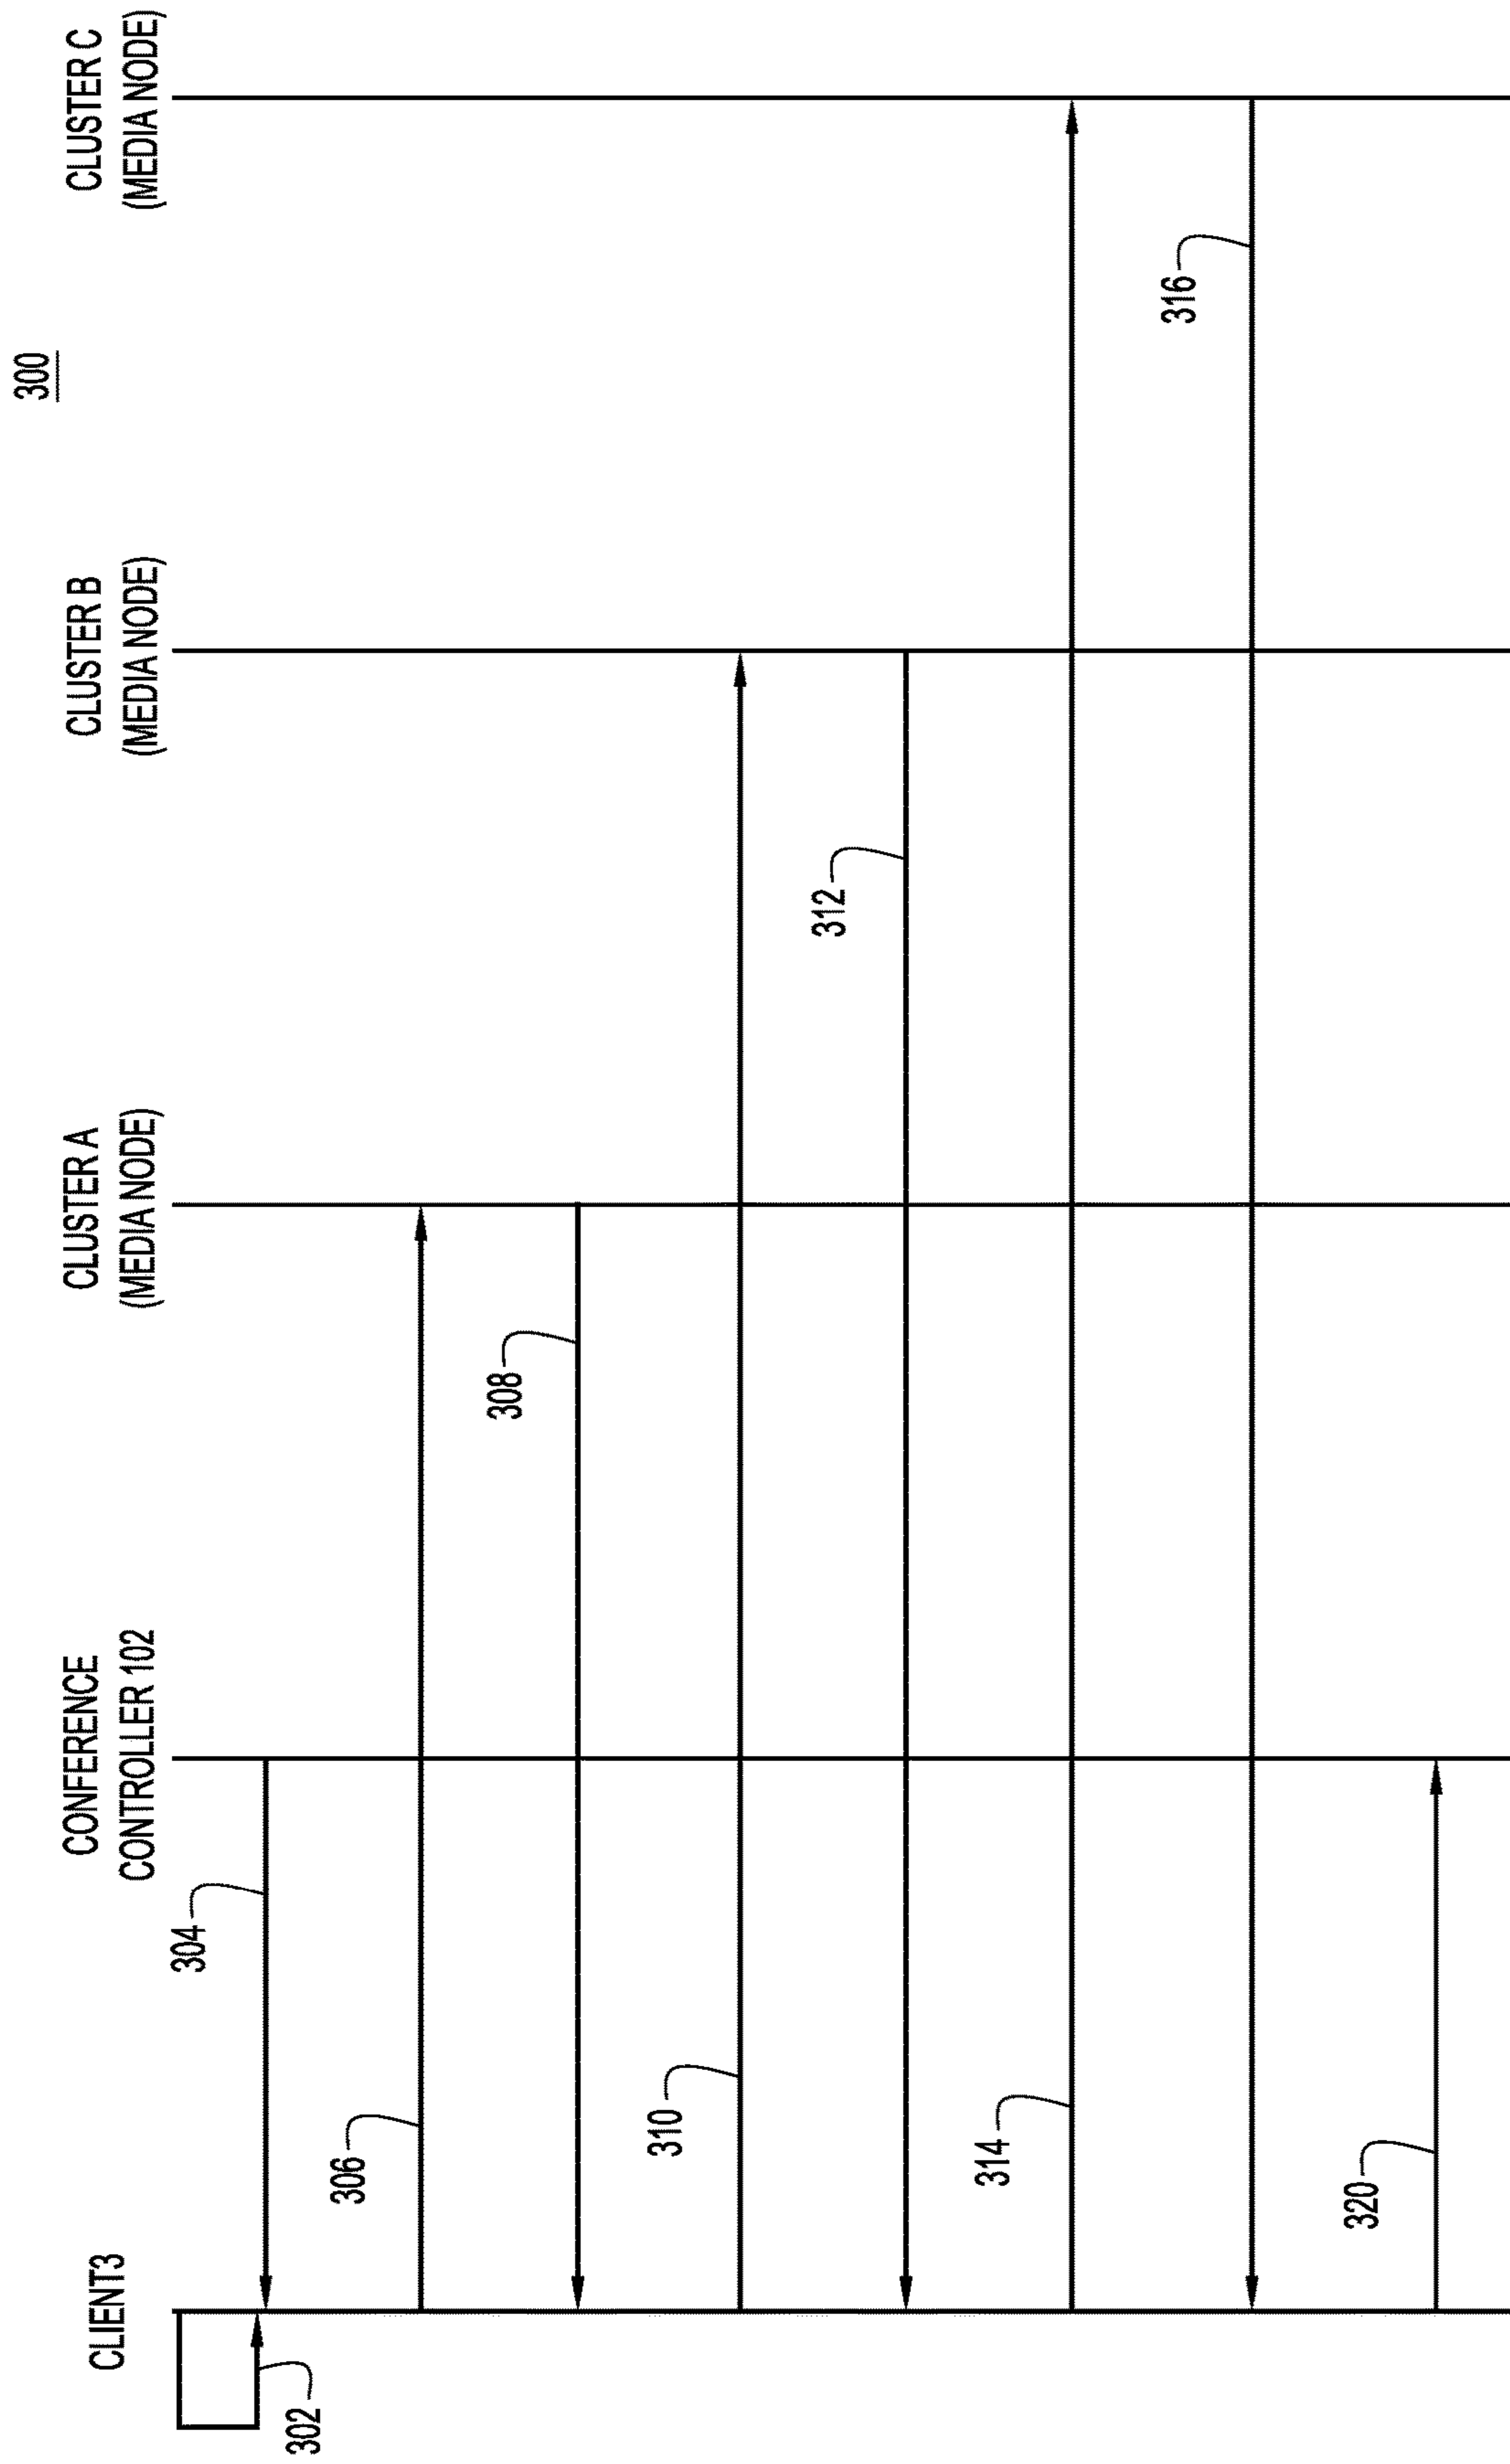 300
CLIENT3
CONFERENCE
CONTROLLER 102
CLUSTER A
(MEDIA NODE)
CLUSTER B
(MEDIA NODE)
CLUSTER C
(MEDIA NODE)
302
304
306
308
310
312
314
316
320